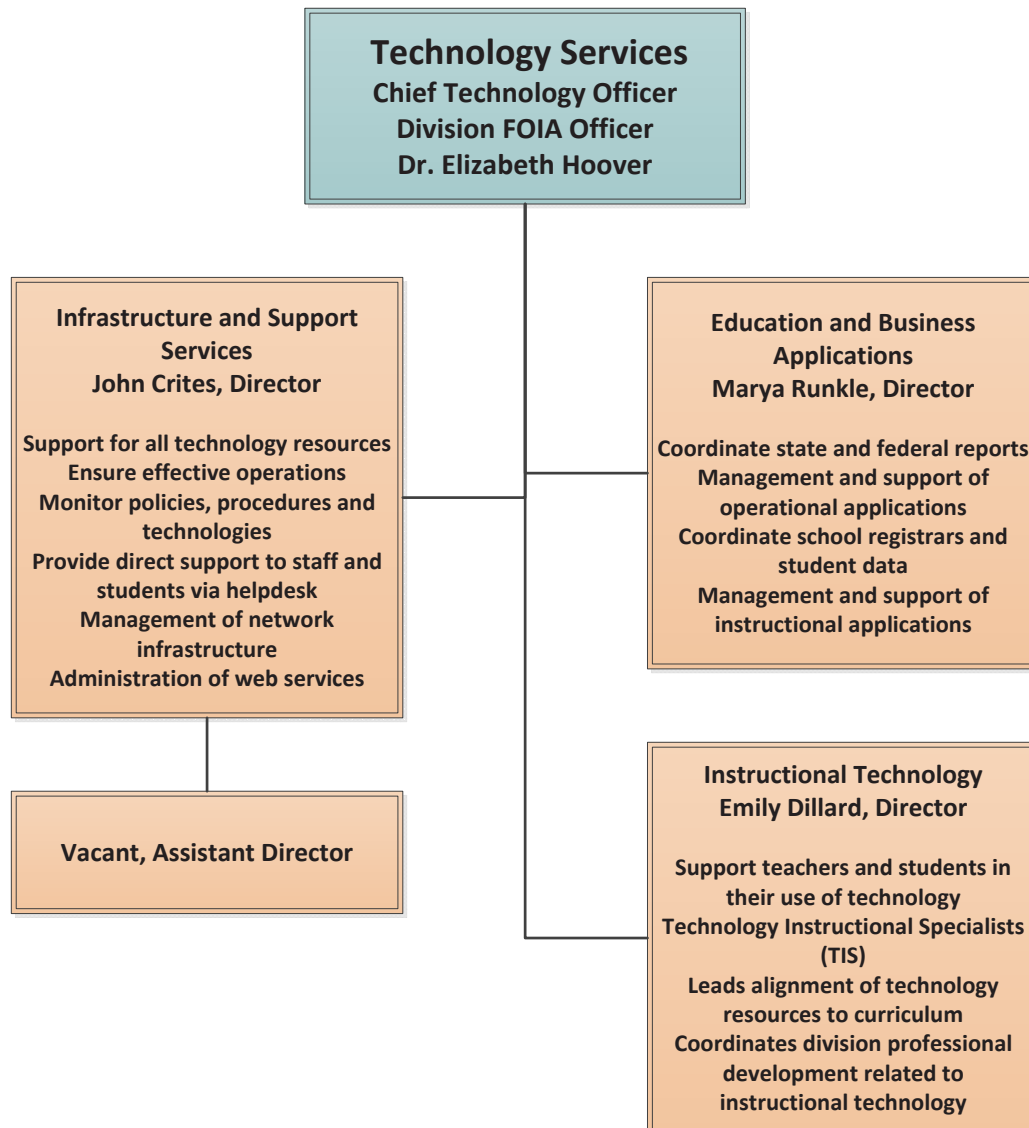 Technology Services
Chief Technology Officer
Division FOIA Officer
Dr. Elizabeth Hoover
Infrastructure and Support
Services
John Crites, Director
Support for all technology resources
Ensure effective operations
Monitor policies, procedures and
technologies
Provide direct support to staff and
students via helpdesk
Management of network
infrastructure
Administration of web services
Vacant, Assistant Director
Education and Business
Applications
Marya Runkle, Director
Coordinate state and federal reports
Management and support of
operational applications
Coordinate school registrars and
student data
Management and support of
instructional applications
Instructional Technology
Emily Dillard, Director
Support teachers and students in
their use of technology
Technology Instructional Specialists
(TIS)
Leads alignment of technology
resources to curriculum
Coordinates division professional
development related to
instructional technology